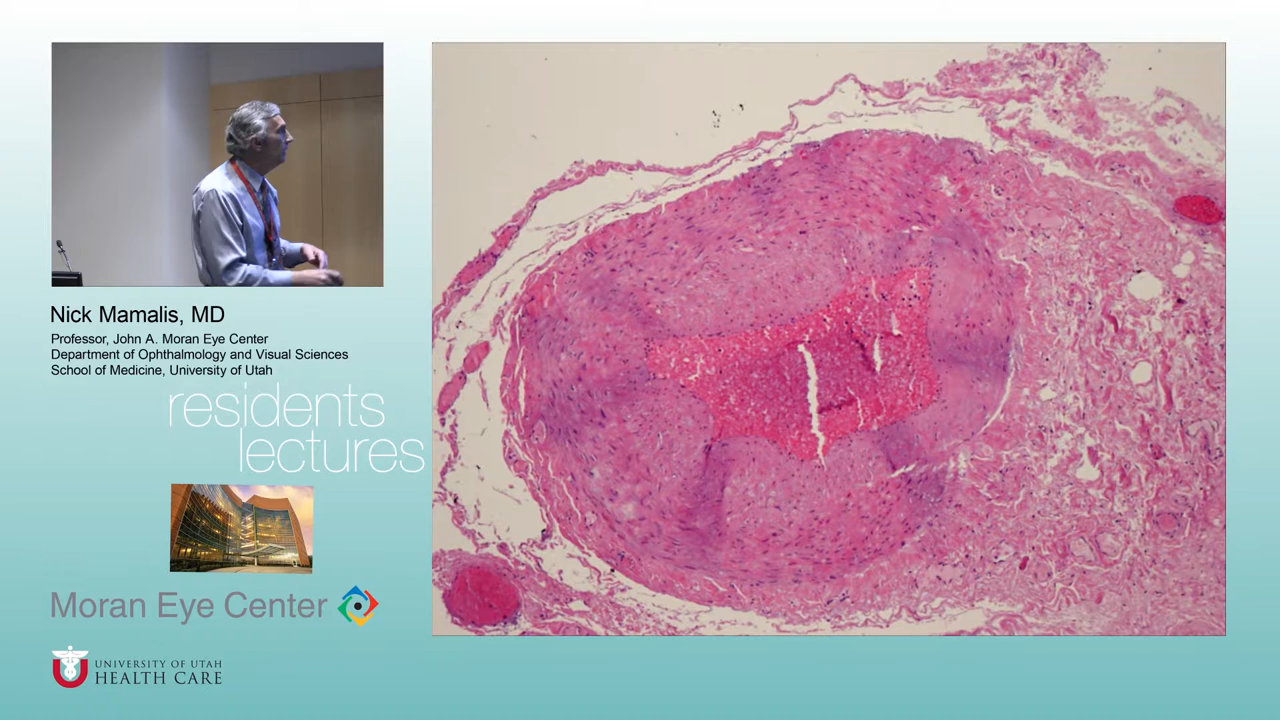 Nick Mamalis, MD
Professor, John A. Moran Eye Center
Department of Ophthalmology and Visual Sciences
School of Medicine, University of Utah
residents
lectures
Moran Eye Center
UNIVERSITY OF UTAH
HEALTH CARE